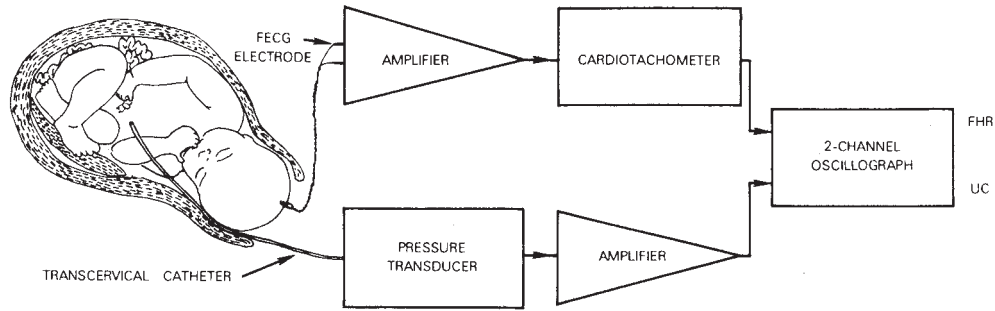 FECG
ELECTRODE
AMPLIFIER
CARDIOTACHOMETER
2-CHANNEL
OSCILLOGRAPH
FHR
UC
PRESSURE
TRANSDUCER
AMPLIFIER
TRANSCERVICAL CATHETER